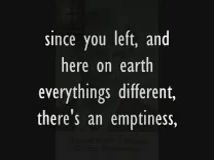 since you left, and
here on earth
everythings different,
there's an emptiness,